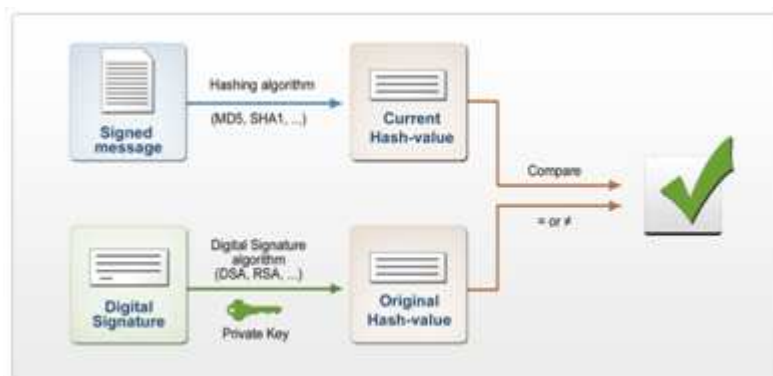 Signed
message
Hashing algorithm
(MD5, SHA1, ...)
Current
Hash-value
Compare
= or ≠
Digital
Signature
Digital Signature
algorithm
(DSA, RSA, ...)
Private Key
Original
Hash-value